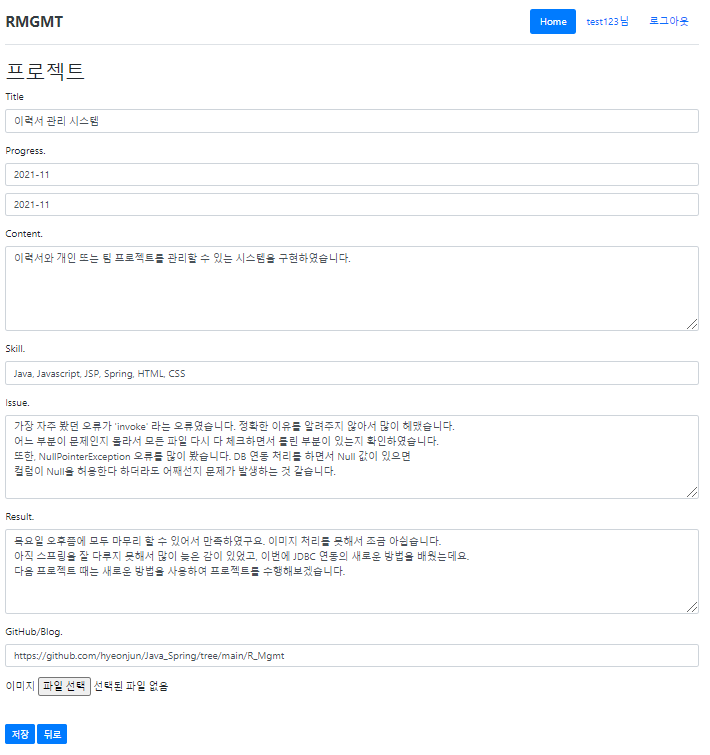 RMGMT
Home
test123님
로그아웃
프로젝트
Title
이력서 관리 시스템
Progress.
2021-11
2021-11
Content.
이력서와 개인 또는 팀 프로젝트를 관리할 수 있는 시스템을 구현하였습니다.
Skill.
Java, Javascript, JSP, Spring, HTML, CSS
Issue.
가장 자주 봤던 오류가 'invoke' 라는 오류였습니다. 정확한 이유를 알려주지 않아서 많이 헤맸습니다.
어느 부분이 문제인지 몰라서 모든 파일 다시 다 체크하면서 틀린 부분이 있는지 확인하였습니다.
또한, NullPointerException 오류를 많이 봤습니다. DB 연동 처리를 하면서 Null 값이 있으면
컬럼이 Null을 허용한다 하더라도 어째선지 문제가 발생하는 것 같습니다.
Result.
목요일 오후쯤에 모두 마무리 할 수 있어서 만족하였구요. 이미지 처리를 못해서 조금 아쉽습니다.
아직 스프링을 잘 다루지 못해서 많이 늦은 감이 있었고, 이번에 JDBC 연동의 새로운 방법을 배웠는데요.
다음 프로젝트 때는 새로운 방법을 사용하여 프로젝트를 수행해보겠습니다.
GitHub/Blog.
https://github.com/hyeonjun/Java_Spring/tree/main/R_Mgmt
이미지 파일 선택 선택된 파일 없음
저장 뒤로